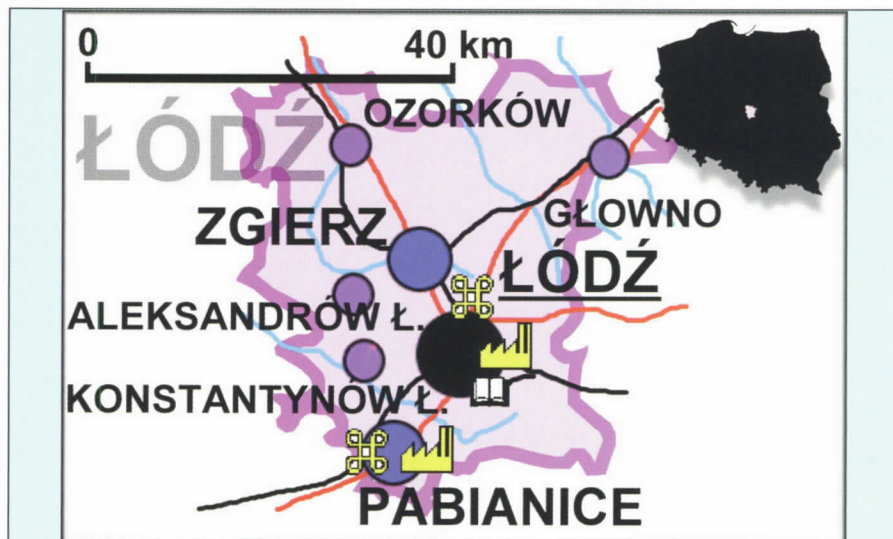 0 40 km
ŁÓDŹ
OZORKÓW
GŁOWNO
ZGIERZ
ŁÓDŹ
ALEKSANDRÓW Ł.
KONSTANTYNÓW Ł.
PABIANICE